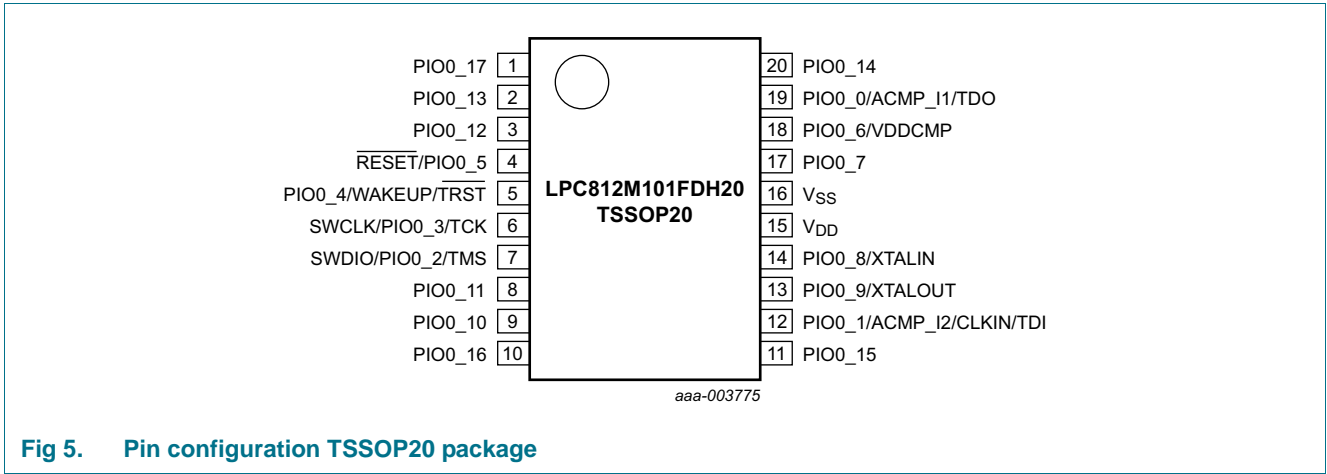 PIO0_17 1
PIO0_13 2
PIO0_12 3
RESET/PIO0_5 4
PIO0_4/WAKEUP/TRST 5
SWCLK/PIO0_3/TCK 6
SWDIO/PIO0_2/TMS 7
PIO0_11 8
PIO0_10 9
PIO0_16 10
LPC812M101FDH20
TSSOP20
20 PIO0_14
19 PIO0_0/ACMP_I1/TDO
18 PIO0_6/VDDCMP
17 PIO0_7
16 VSS
15 VDD
14 PIO0_8/XTALIN
13 PIO0_9/XTALOUT
12 PIO0_1/ACMP_I2/CLKIN/TDI
11 PIO0_15
aaa-003775
Fig 5. Pin configuration TSSOP20 package